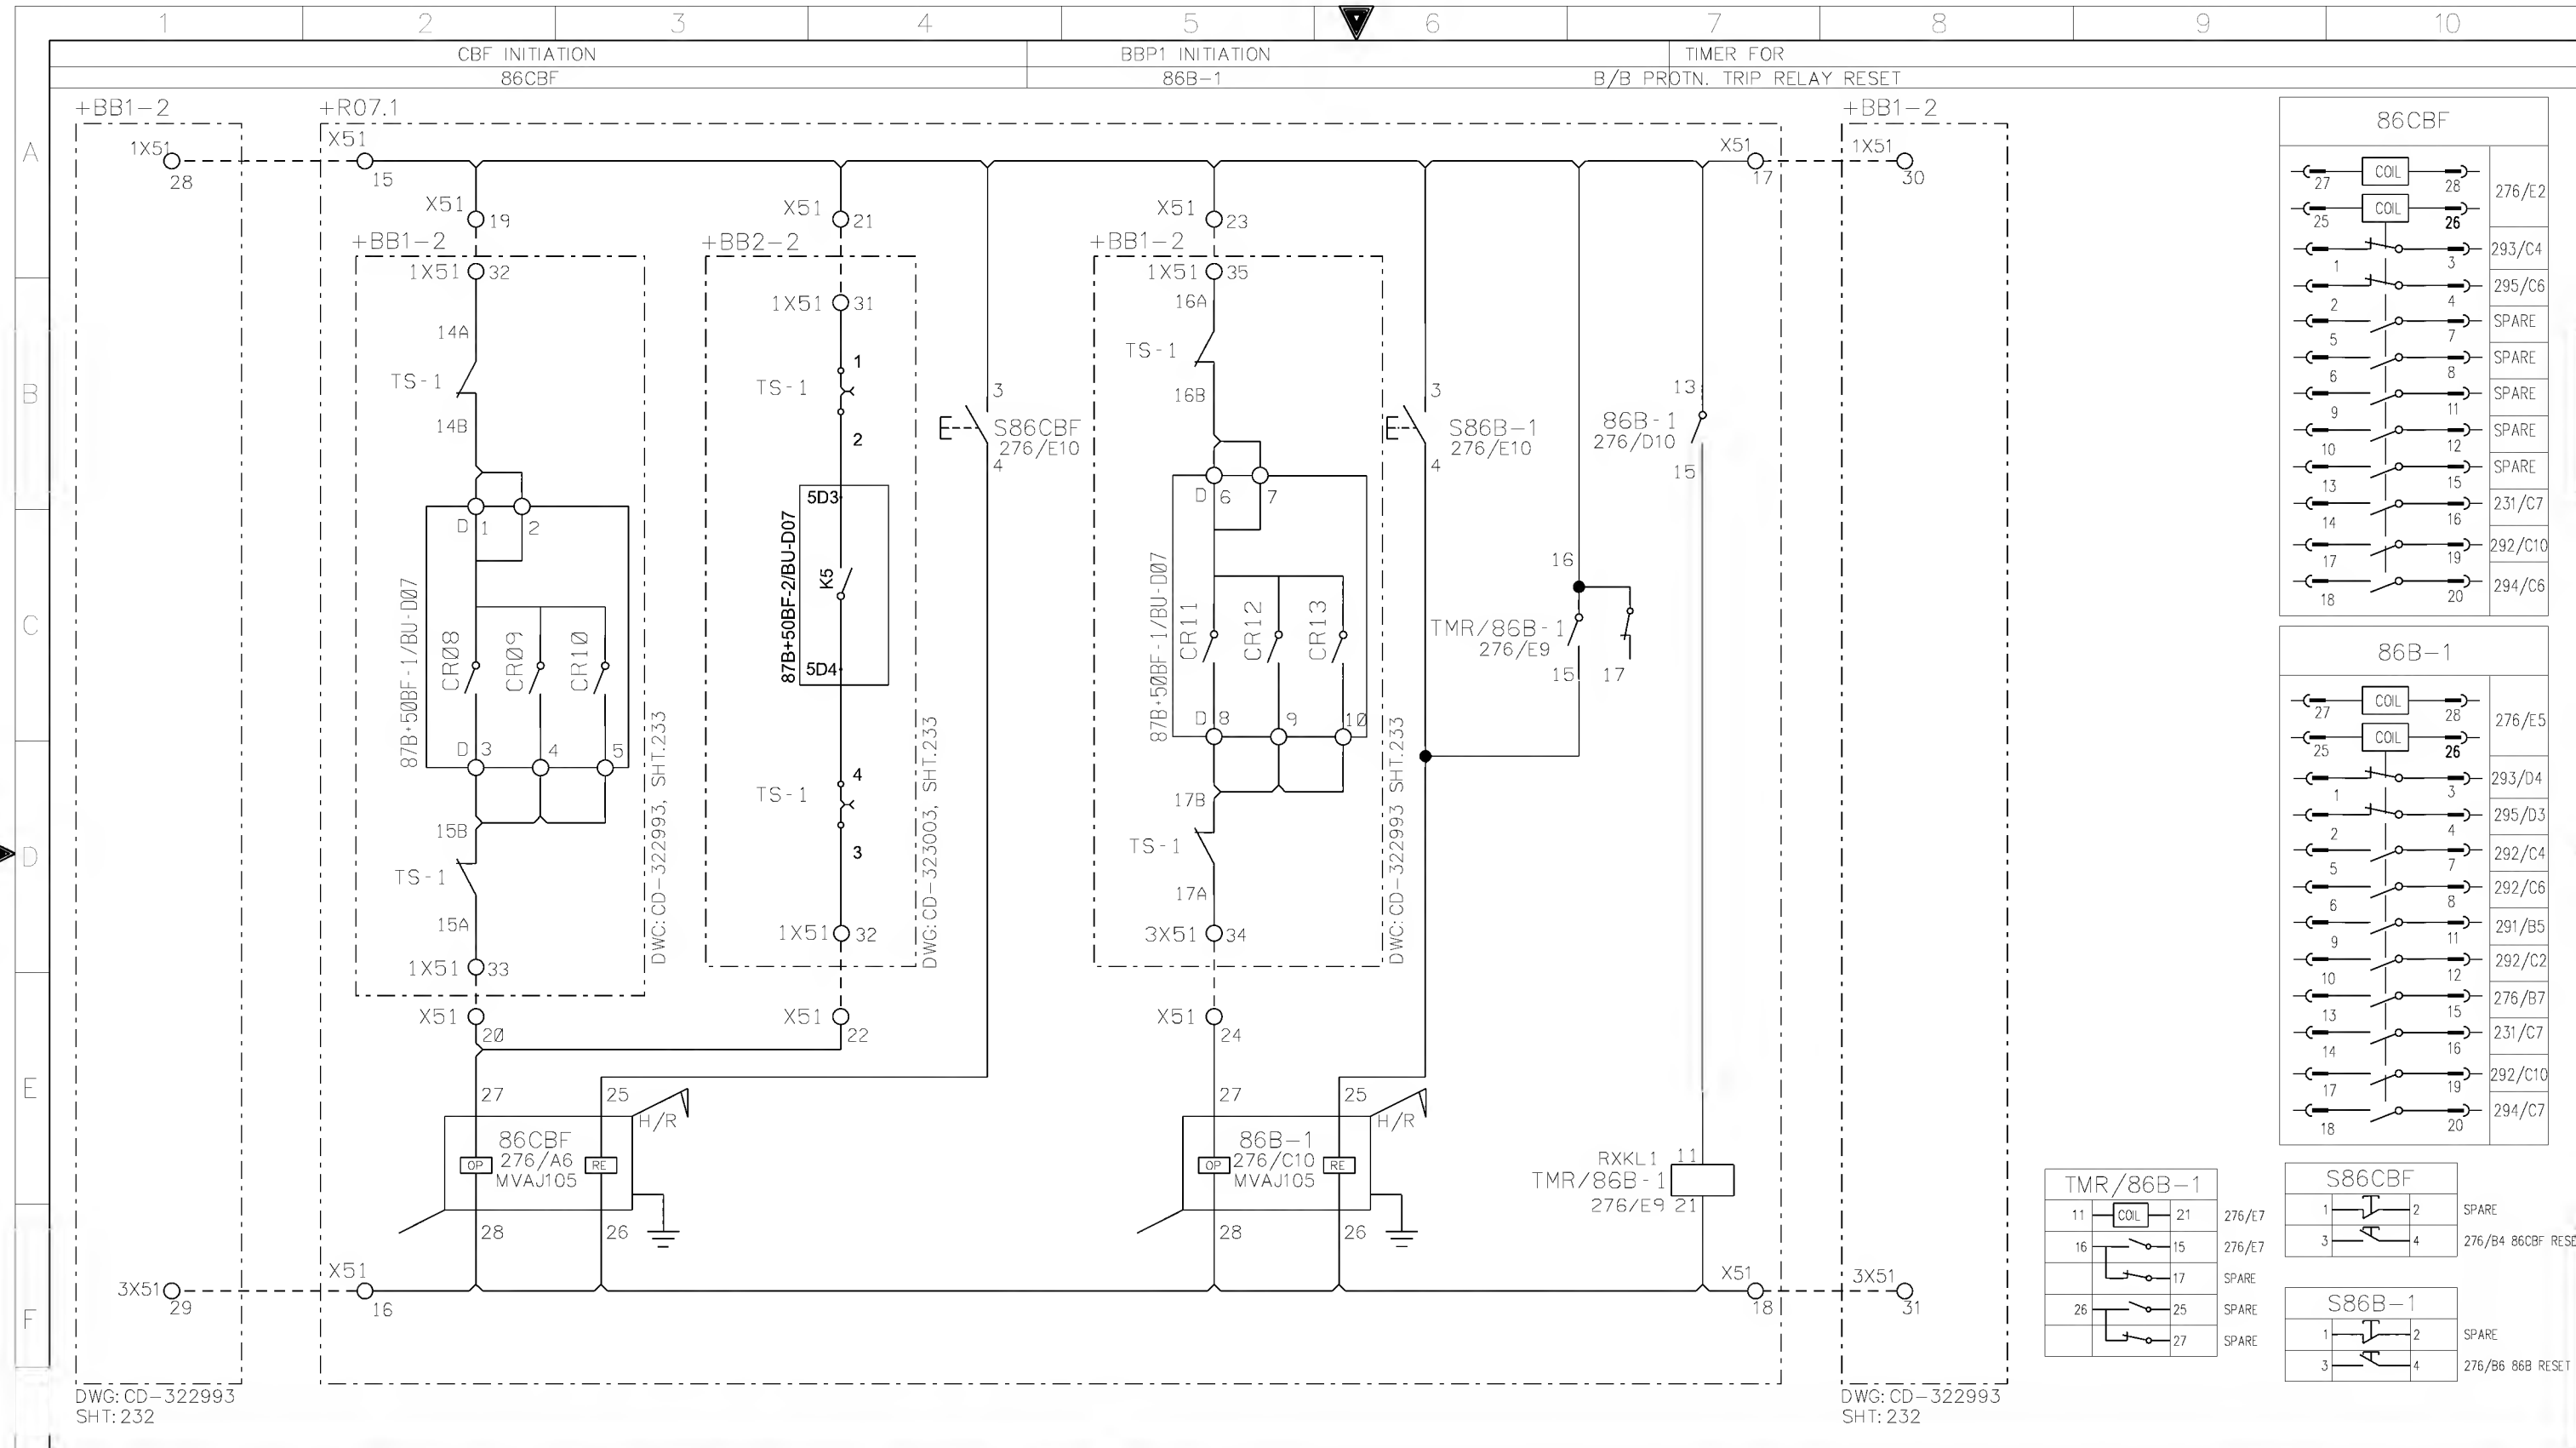 1 2 3 4 5 6 7 8 9 10
CBF INITIATION
86CBF
BBP1 INITIATION
86B-1
TIMER FOR
B/B PROTN. TRIP RELAY RESET
A
B
C
D
E
F
+BB1-2
1X51
28
3X51
29
DWG: CD-322993
SHT: 232
+R07.1
X51
15
X51
19
+BB1-2
1X51
32
14A
TS-1
14B
D 1 2
87B+50BF-1/BU-D07
CR08 CR09 CR10
D 3 4 5
15B
TS-1
15A
1X51
33
DWC: CD-322993, SHT.233
X51
20
27
25
H/R
86CBF
OP 276/A6 RE
MVAJ105
28
26
X51
16
X51
21
+BB2-2
1X51
31
1
TS-1
2
5D3
87B+50BF-2/BU-D07
K5
5D4
4
TS-1
3
1X51
32
DWG: CD-323003, SHT.233
X51
22
3
S86CBF
276/E10
4
X51
23
+BB1-2
1X51
35
16A
TS-1
16B
D 6 7
87B+50BF-1/BU-D07
CR11 CR12 CR13
D 8 9 10
17B
TS-1
17A
3X51
34
DWC: CD-322993 SHT.233
X51
24
27
25
H/R
86B-1
OP 276/C10 RE
MVAJ105
28
26
3
S86B-1
276/E10
4
16
TMR/86B-1
276/E9
15 17
13
86B-1
276/D10
15
RXKL1 11
TMR/86B-1
276/E9 21
X51
17
X51
18
+BB1-2
1X51
30
3X51
31
DWG: CD-322993
SHT: 232
86CBF
27 COIL 28 276/E2
25 COIL 26
1 3 293/C4
2 4 295/C6
5 7 SPARE
6 8 SPARE
9 11 SPARE
10 12 SPARE
13 15 SPARE
14 16 231/C7
17 19 292/C10
18 20 294/C6
86B-1
27 COIL 28 276/E5
25 COIL 26
1 3 293/D4
2 4 295/D3
5 7 292/C4
6 8 292/C6
9 11 291/B5
10 12 292/C2
13 15 276/B7
14 16 231/C7
17 19 292/C10
18 20 294/C7
TMR/86B-1
11 COIL 21 276/E7
16 15 276/E7
17 SPARE
26 25 SPARE
27 SPARE
S86CBF
1 2 SPARE
3 4 276/B4 86CBF RESE
S86B-1
1 2 SPARE
3 4 276/B6 86B RESET